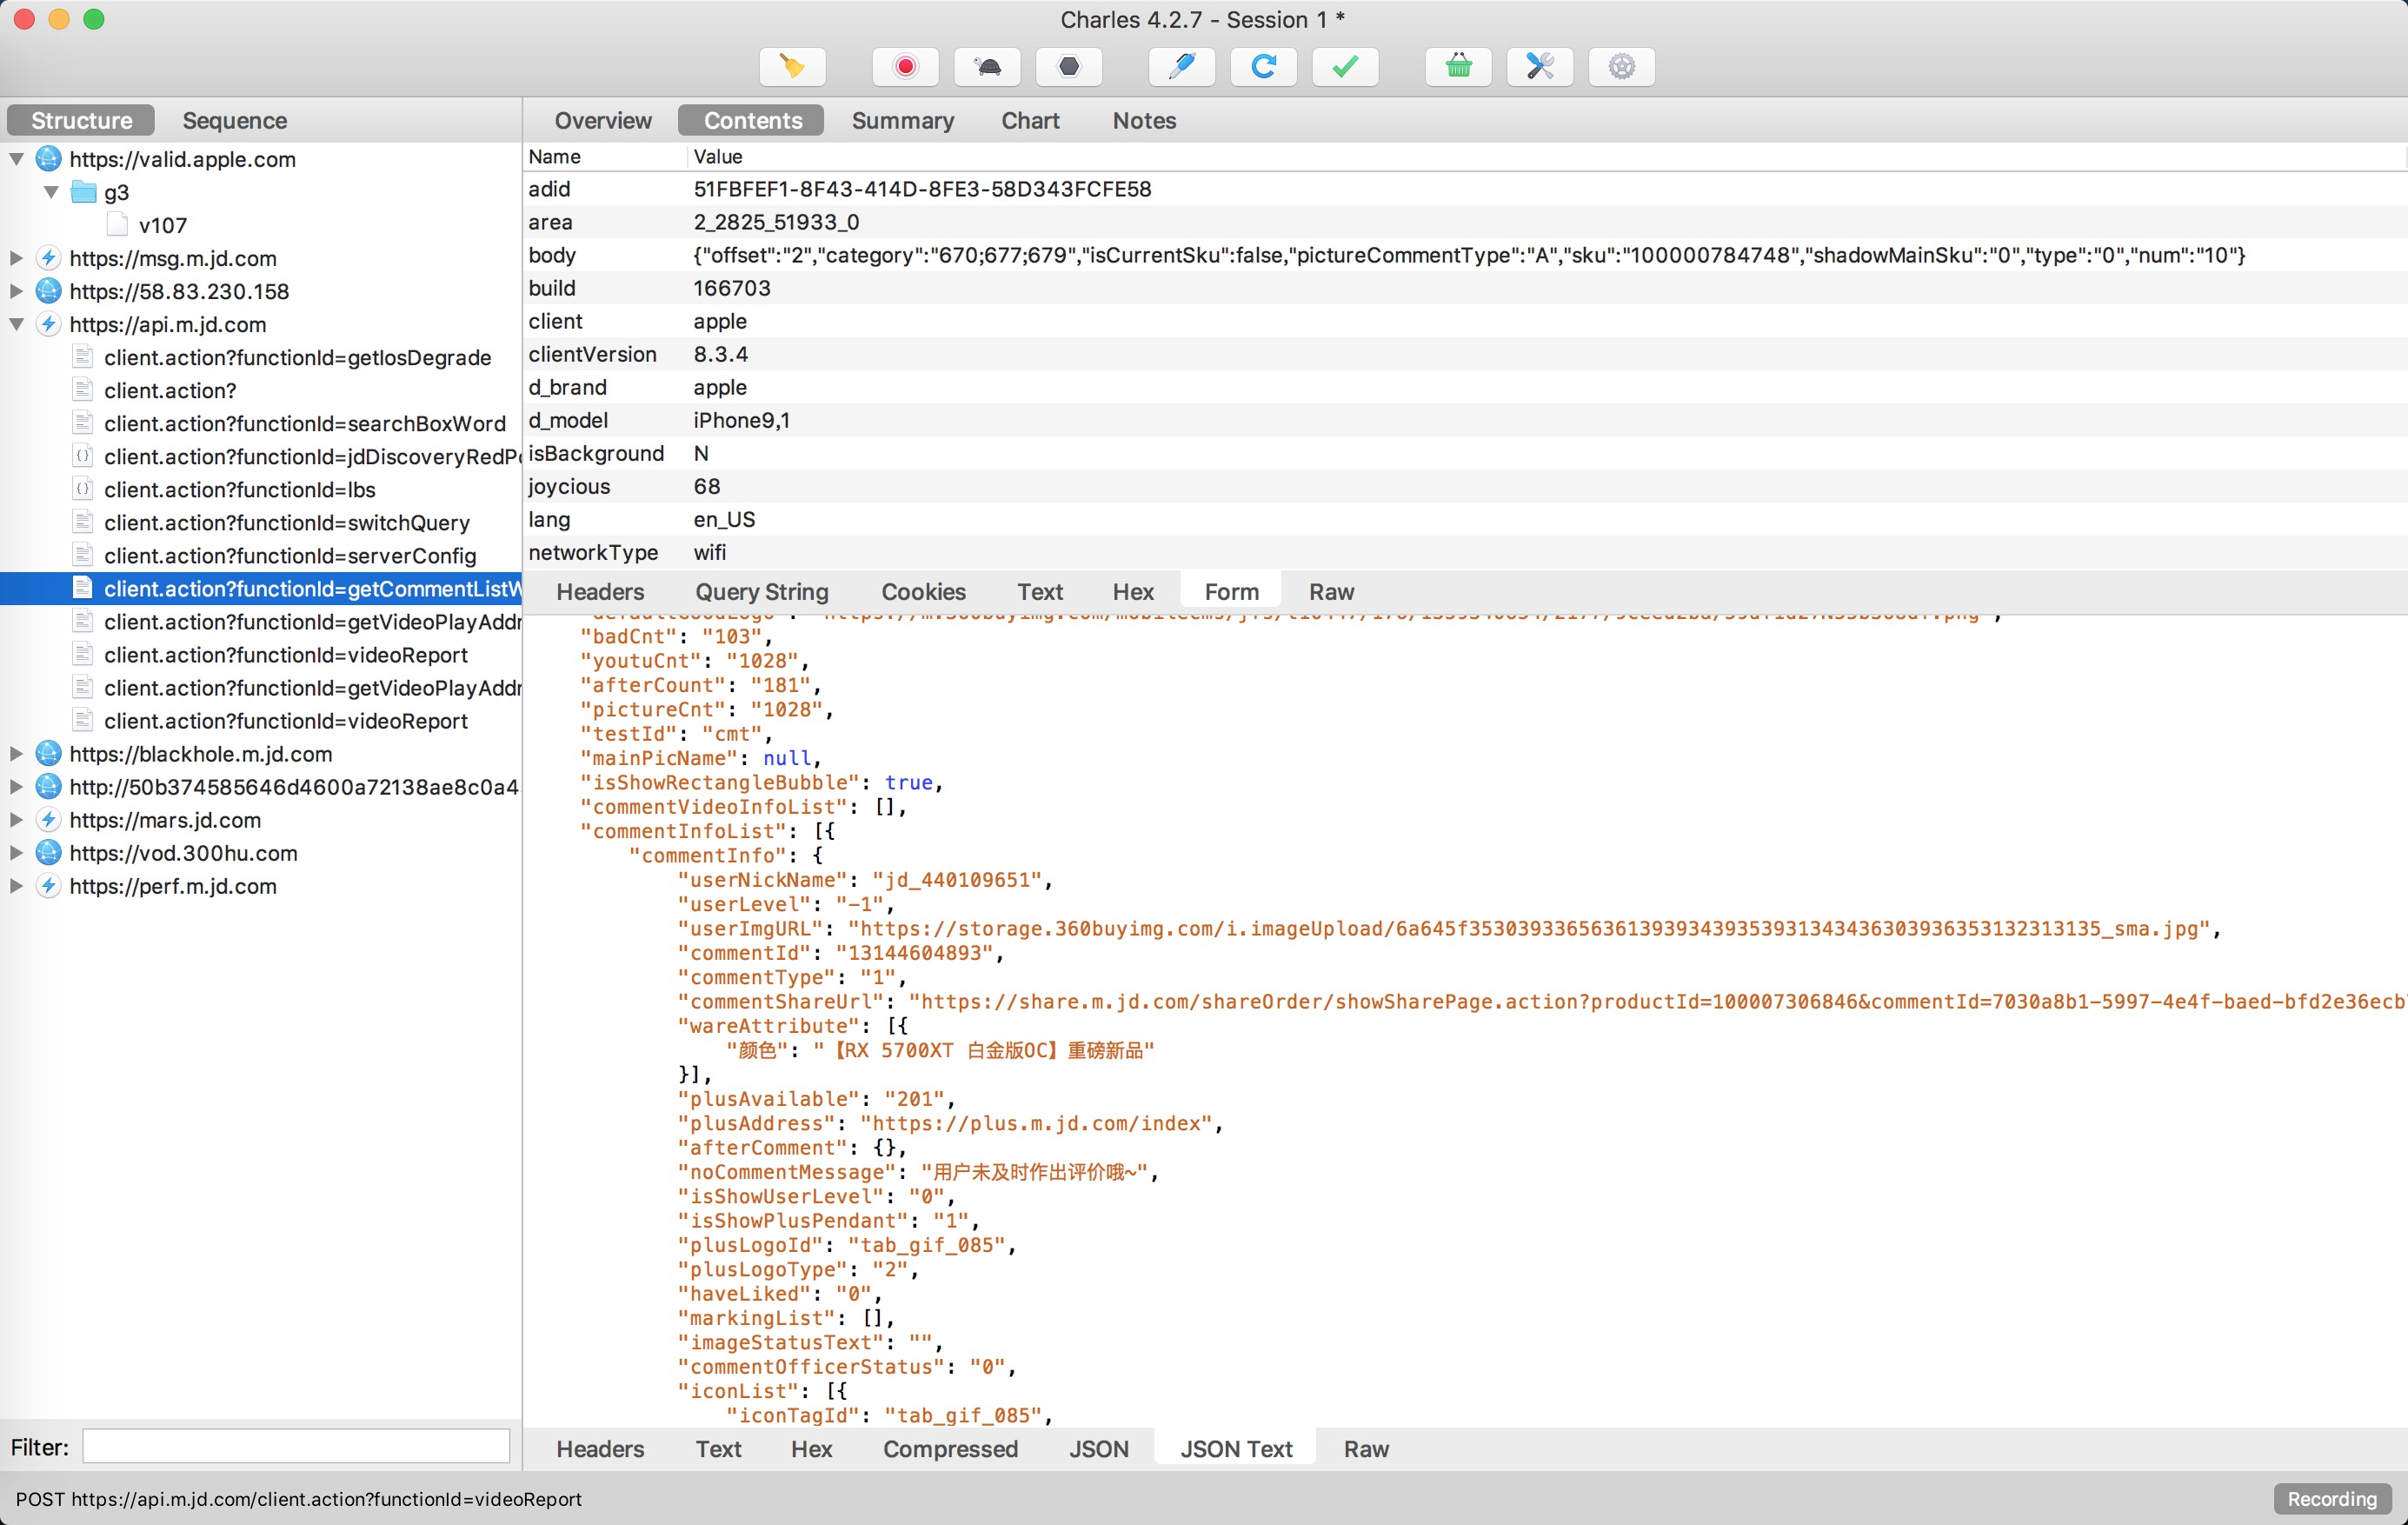 Charles 4.2.7 - Session 1 *
Structure
Sequence
Overview
Contents
Summary
Chart
Notes
https://valid.apple.com
g3
v107
https://msg.m.jd.com
https://58.83.230.158
https://api.m.jd.com
client.action?functionId=getIosDegrade
client.action?
client.action?functionId=searchBoxWord
client.action?functionId=jdDiscoveryRedPo
client.action?functionId=lbs
client.action?functionId=switchQuery
client.action?functionId=serverConfig
client.action?functionId=getCommentListW
client.action?functionId=getVideoPlayAddr
client.action?functionId=videoReport
client.action?functionId=getVideoPlayAddr
client.action?functionId=videoReport
https://blackhole.m.jd.com
http://50b374585646d4600a72138ae8c0a4
https://mars.jd.com
https://vod.300hu.com
https://perf.m.jd.com
Filter:
Name Value
adid 51FBFEF1-8F43-414D-8FE3-58D343FCFE58
area 2_2825_51933_0
body {"offset":"2","category":"670;677;679","isCurrentSku":false,"pictureCommentType":"A","sku":"100000784748","shadowMainSku":"0","type":"0","num":"10"}
build 166703
client apple
clientVersion 8.3.4
d_brand apple
d_model iPhone9,1
isBackground N
joycious 68
lang en_US
networkType wifi
Headers Query String Cookies Text Hex Form Raw
"badCnt": "103",
"youtuCnt": "1028",
"afterCount": "181",
"pictureCnt": "1028",
"testId": "cmt",
"mainPicName": null,
"isShowRectangleBubble": true,
"commentVideoInfoList": [],
"commentInfoList": [{
"commentInfo": {
"userNickName": "jd_440109651",
"userLevel": "-1",
"userImgURL": "https://storage.360buyimg.com/i.imageUpload/6a645f35303933656361393934393539313434363039363531323131​35_sma.jpg",
"commentId": "13144604893",
"commentType": "1",
"commentShareUrl": "https://share.m.jd.com/shareOrder/showSharePage.action?productId=100007306846&commentId=7030a8b1-5997-4e4f-baed-bfd2e36ecb
"wareAttribute": [{
"颜色": "【RX 5700XT 白金版OC】重磅新品"
}],
"plusAvailable": "201",
"plusAddress": "https://plus.m.jd.com/index",
"afterComment": {},
"noCommentMessage": "用户未及时作出评价哦~",
"isShowUserLevel": "0",
"isShowPlusPendant": "1",
"plusLogoId": "tab_gif_085",
"plusLogoType": "2",
"haveLiked": "0",
"markingList": [],
"imageStatusText": "",
"commentOfficerStatus": "0",
"iconList": [{
"iconTagId": "tab_gif_085",
Headers Text Hex Compressed JSON JSON Text Raw
POST https://api.m.jd.com/client.action?functionId=videoReport
Recording